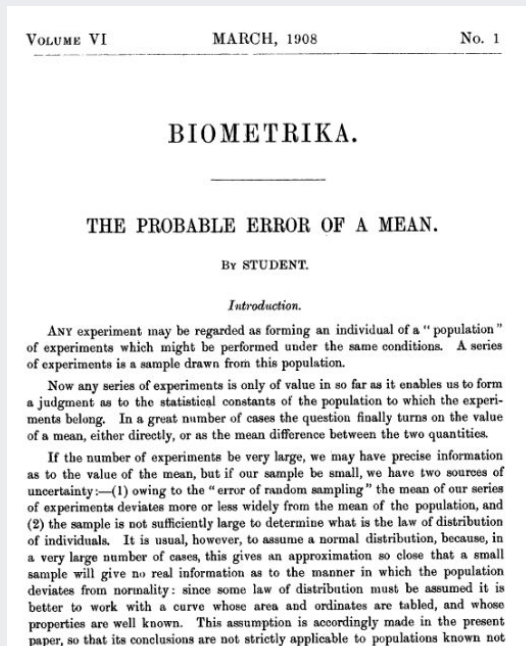 VOLUME VI MARCH, 1908 No. 1
BIOMETRIKA.
THE PROBABLE ERROR OF A MEAN.
BY STUDENT.
Introduction.
ANY experiment may be regarded as forming an individual of a "population"
of experiments which might be performed under the same conditions. A series
of experiments is a sample drawn from this population.
Now any series of experiments is only of value in so far as it enables us to form
a judgment as to the statistical constants of the population to which the experi-
ments belong. In a great number of cases the question finally turns on the value
of a mean, either directly, or as the mean difference between the two quantities.
If the number of experiments be very large, we may have precise information
as to the value of the mean, but if our sample be small, we have two sources of
uncertainty:—(1) owing to the "error of random sampling" the mean of our series
of experiments deviates more or less widely from the mean of the population, and
(2) the sample is not sufficiently large to determine what is the law of distribution
of individuals. It is usual, however, to assume a normal distribution, because, in
a very large number of cases, this gives an approximation so close that a small
sample will give no real information as to the manner in which the population
deviates from normality: since some law of distribution must be assumed it is
better to work with a curve whose area and ordinates are tabled, and whose
properties are well known. This assumption is accordingly made in the present
paper, so that its conclusions are not strictly applicable to populations known not